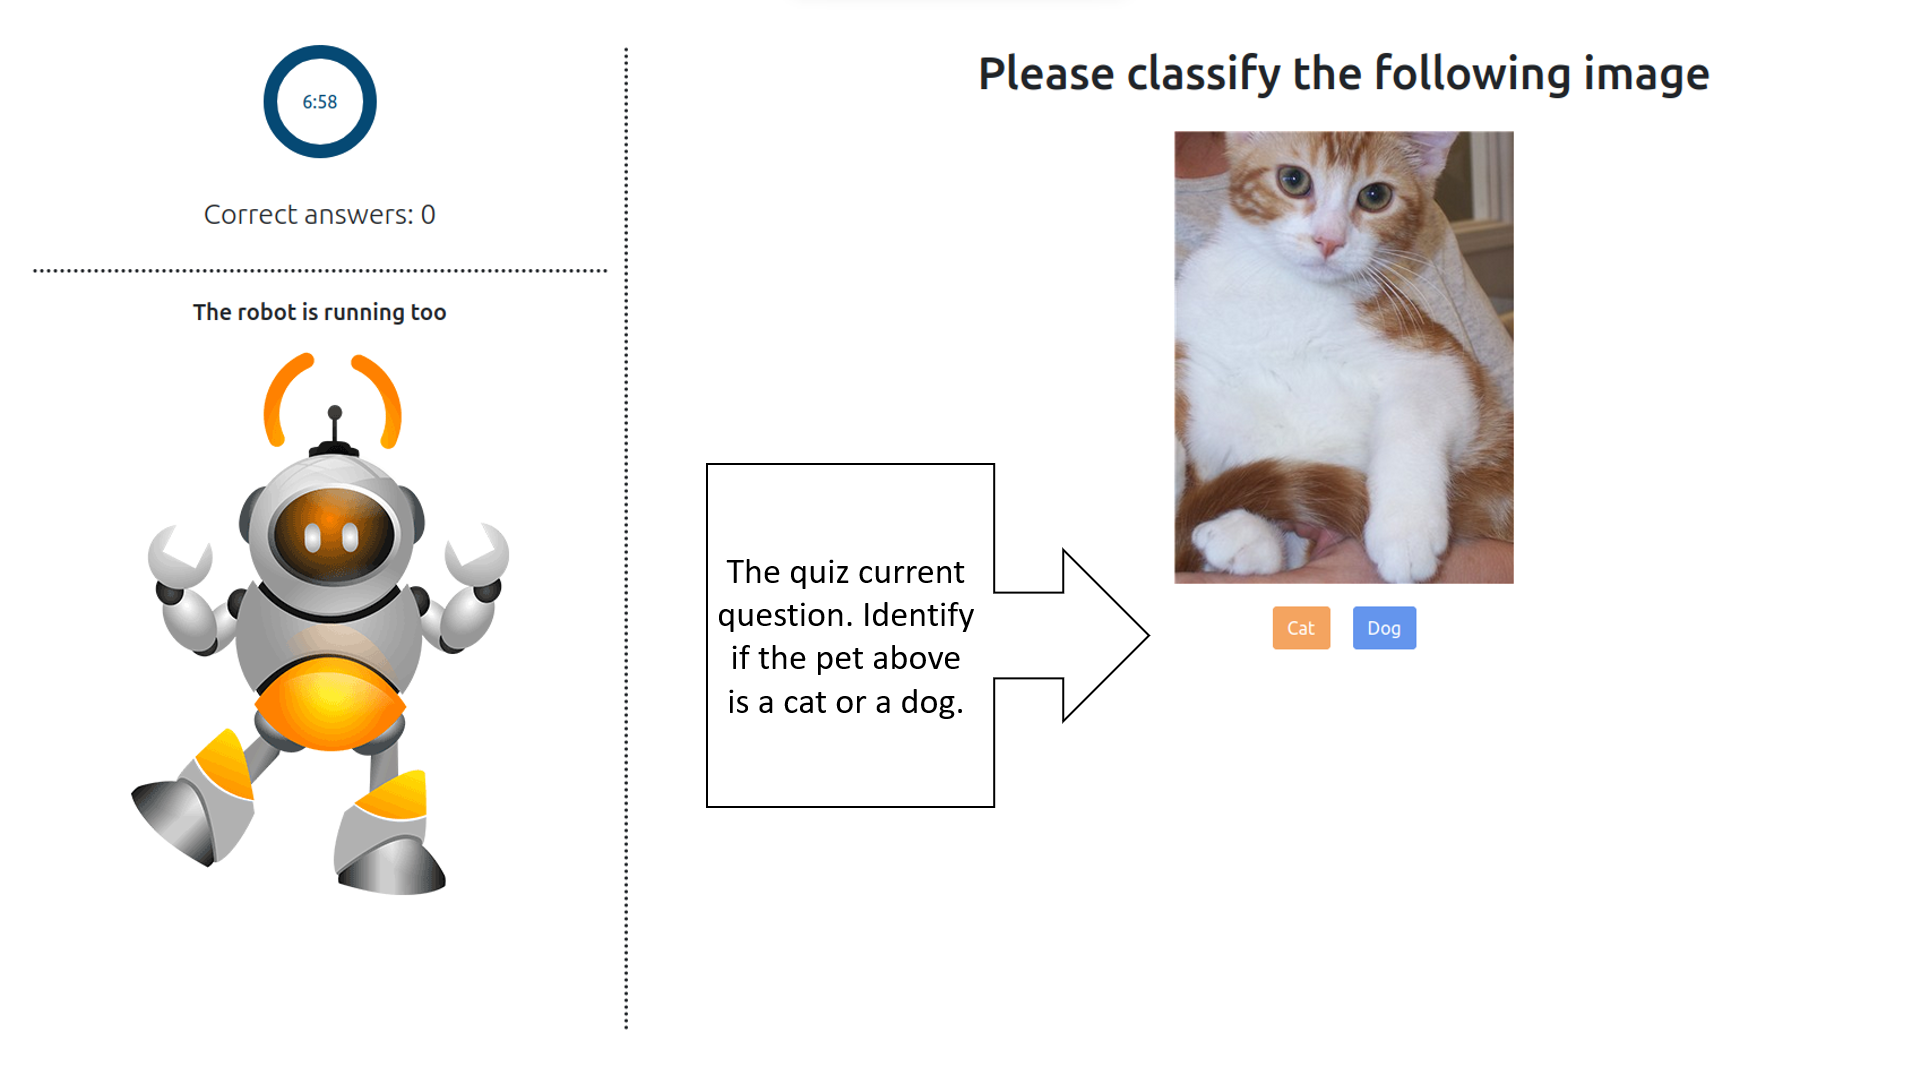 6:58
Correct answers: 0
The robot is running too
Please classify the following image
The quiz current
question. Identify
if the pet above
is a cat or a dog.
Cat
Dog